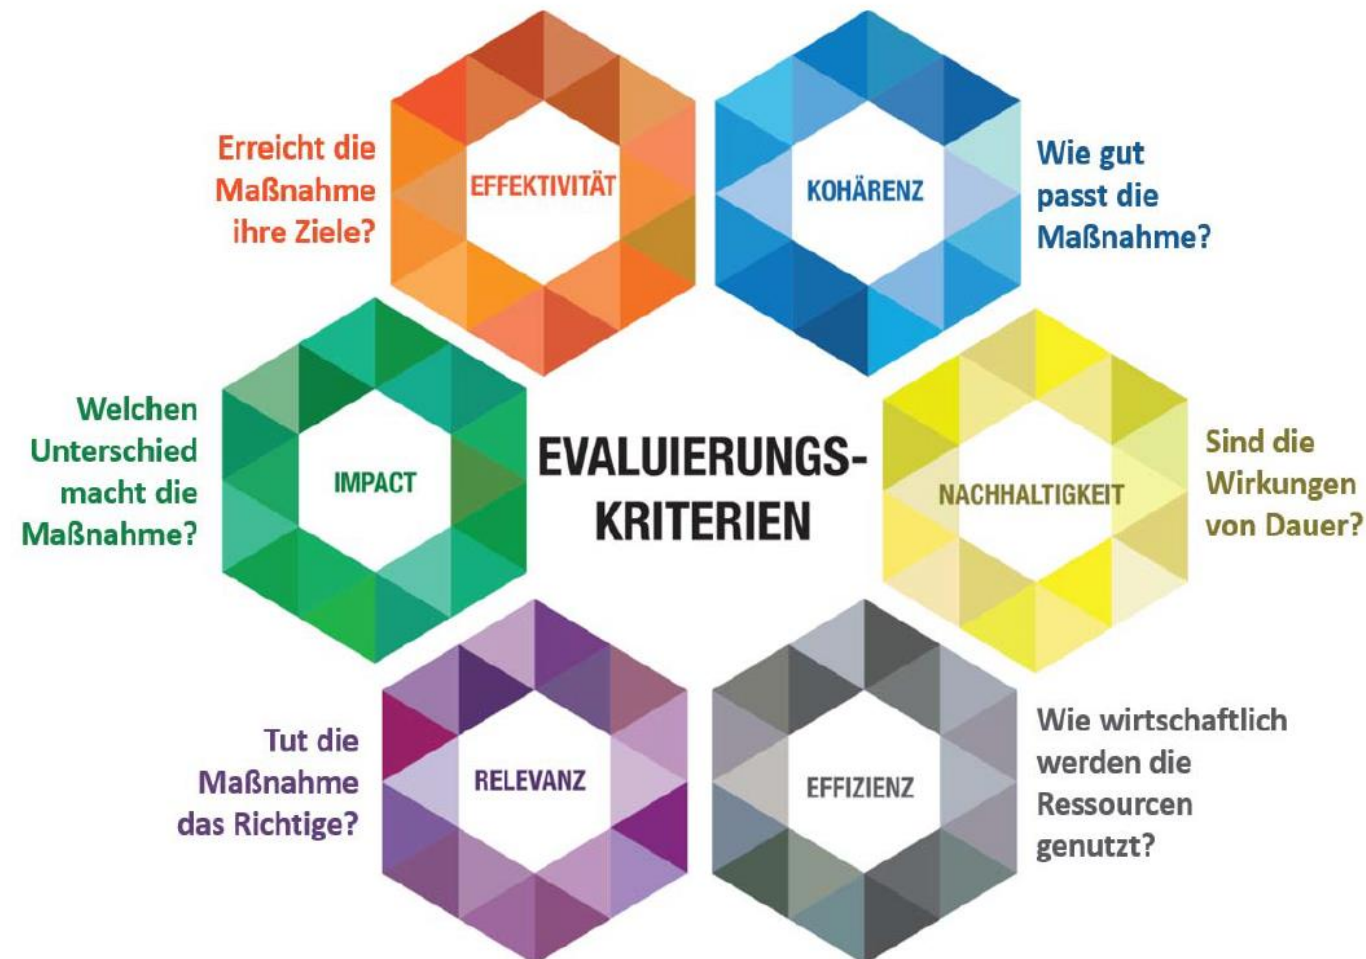 Erreicht die
Maßnahme
ihre Ziele?
EFFEKTIVITÄT
KOHÄRENZ
Wie gut
passt die
Maßnahme?
Welchen
Unterschied
macht die
Maßnahme?
IMPACT
EVALUIERUNGS-
KRITERIEN
NACHHALTIGKEIT
Sind die
Wirkungen
von Dauer?
Tut die
Maßnahme
das Richtige?
RELEVANZ
EFFIZIENZ
Wie wirtschaftlich
werden die
Ressourcen
genutzt?